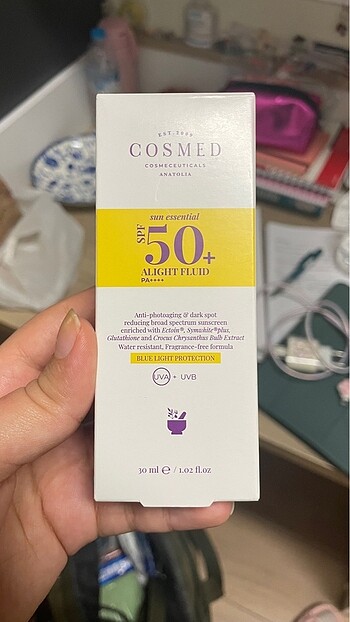 EST. 2009
COSMED
COSMECEUTICALS
ANATOLIA
sun essential
SPF
50+
ALIGHT FLUID
PA++++
Anti-photoaging & dark spot
reducing broad spectrum sunscreen
enriched with Ectoin®, Symwhite®plus,
Glutathione and Crocus Chrysanthus Bulb Extract
Water resistant, Fragrance-free formula
BLUE LIGHT PROTECTION
UVA + UVB
30 ml ℮ / 1.02 fl.oz